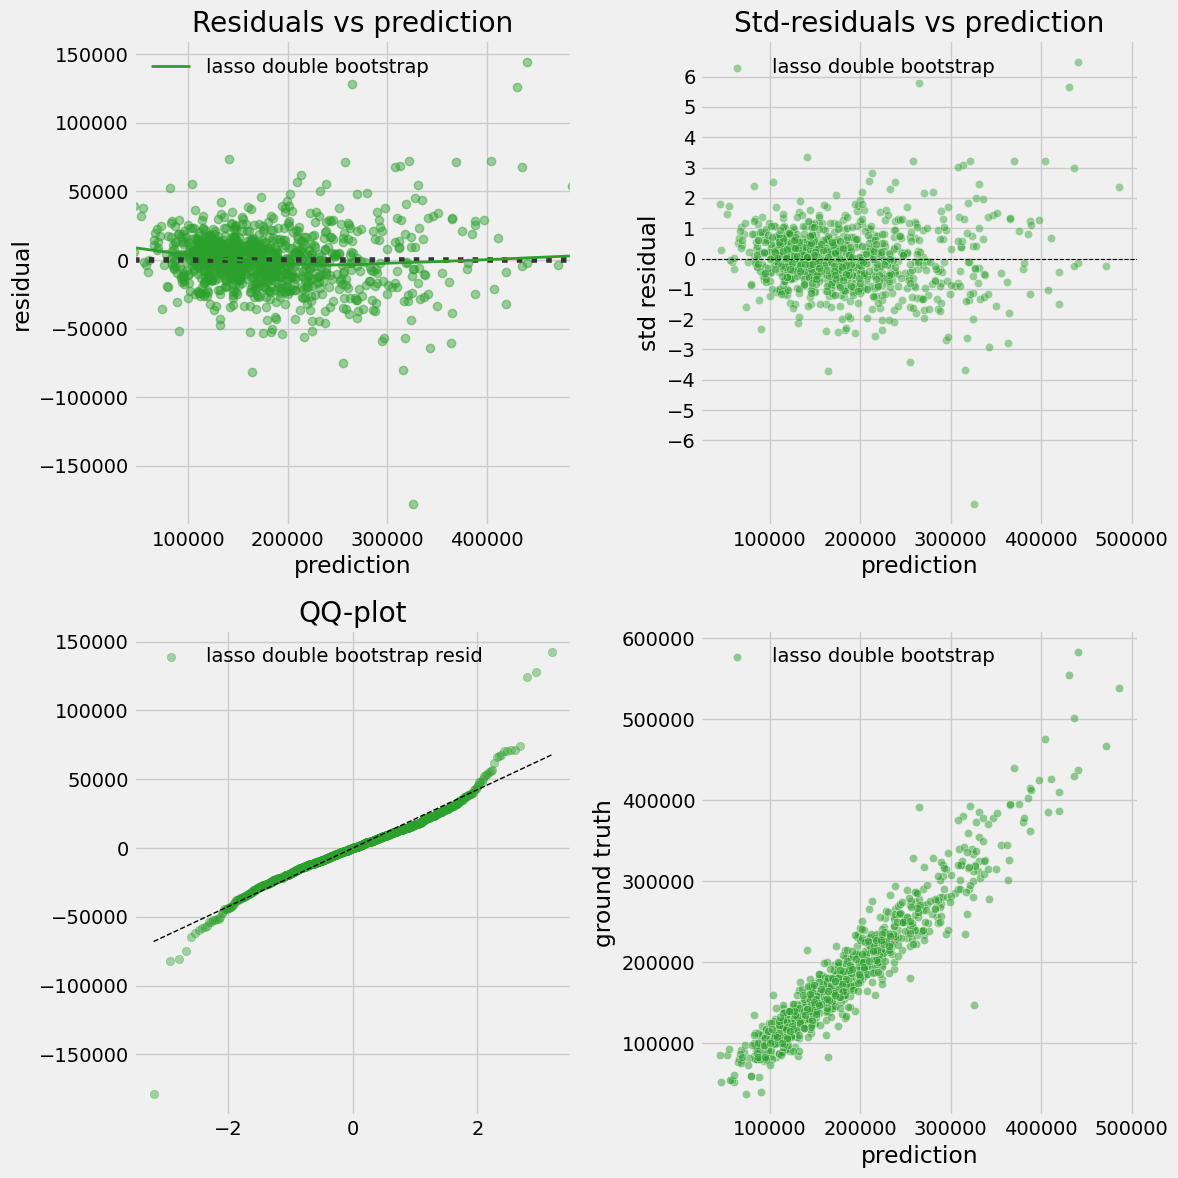 Residuals vs prediction
lasso double bootstrap
150000
100000
50000
0
−50000
−100000
−150000
residual
100000 200000 300000 400000
prediction
Std-residuals vs prediction
lasso double bootstrap
6
5
4
3
2
1
0
−1
−2
−3
−4
−5
−6
std residual
100000 200000 300000 400000 500000
prediction
QQ-plot
lasso double bootstrap resid
150000
100000
50000
0
−50000
−100000
−150000
−2 0 2
lasso double bootstrap
600000
500000
400000
300000
200000
100000
ground truth
100000 200000 300000 400000 500000
prediction